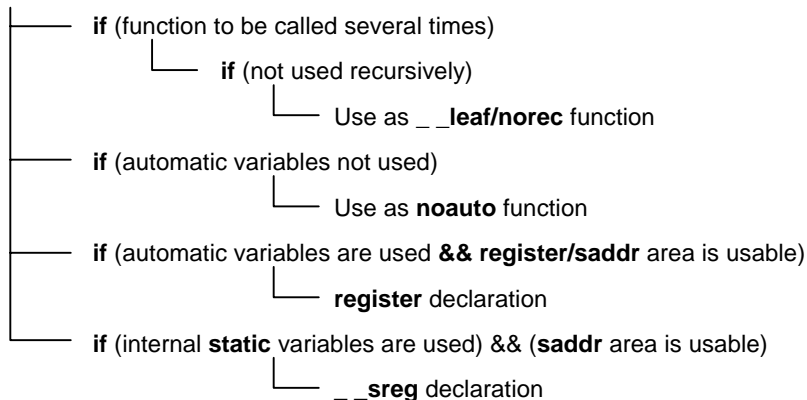 if (function to be called several times)
if (not used recursively)
Use as _ _leaf/norec function
if (automatic variables not used)
Use as noauto function
if (automatic variables are used && register/saddr area is usable)
register declaration
if (internal static variables are used) && (saddr area is usable)
_ _sreg declaration